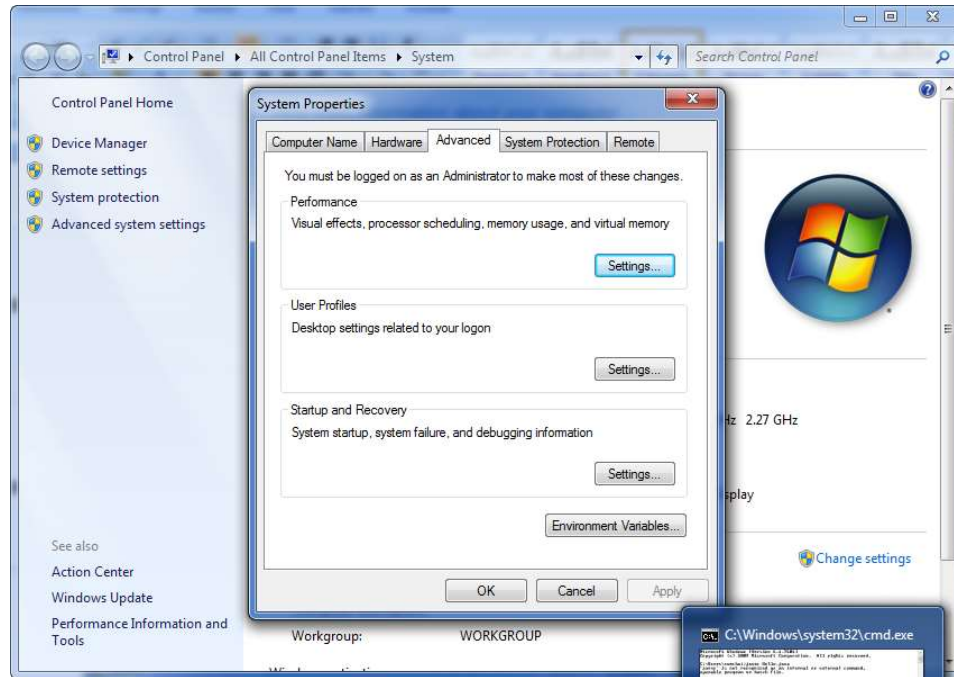 Control Panel
All Control Panel Items
System
Search Control Panel
Control Panel Home
Device Manager
Remote settings
System protection
Advanced system settings
System Properties
Computer Name
Hardware
Advanced
System Protection
Remote
You must be logged on as an Administrator to make most of these changes.
Performance
Visual effects, processor scheduling, memory usage, and virtual memory
Settings...
User Profiles
Desktop settings related to your logon
Settings...
Startup and Recovery
System startup, system failure, and debugging information
Settings...
Environment Variables...
OK
Cancel
Apply
Hz 2.27 GHz
splay
Change settings
See also
Action Center
Windows Update
Performance Information and
Tools
Workgroup:
WORKGROUP
C:\Windows\system32\cmd.exe